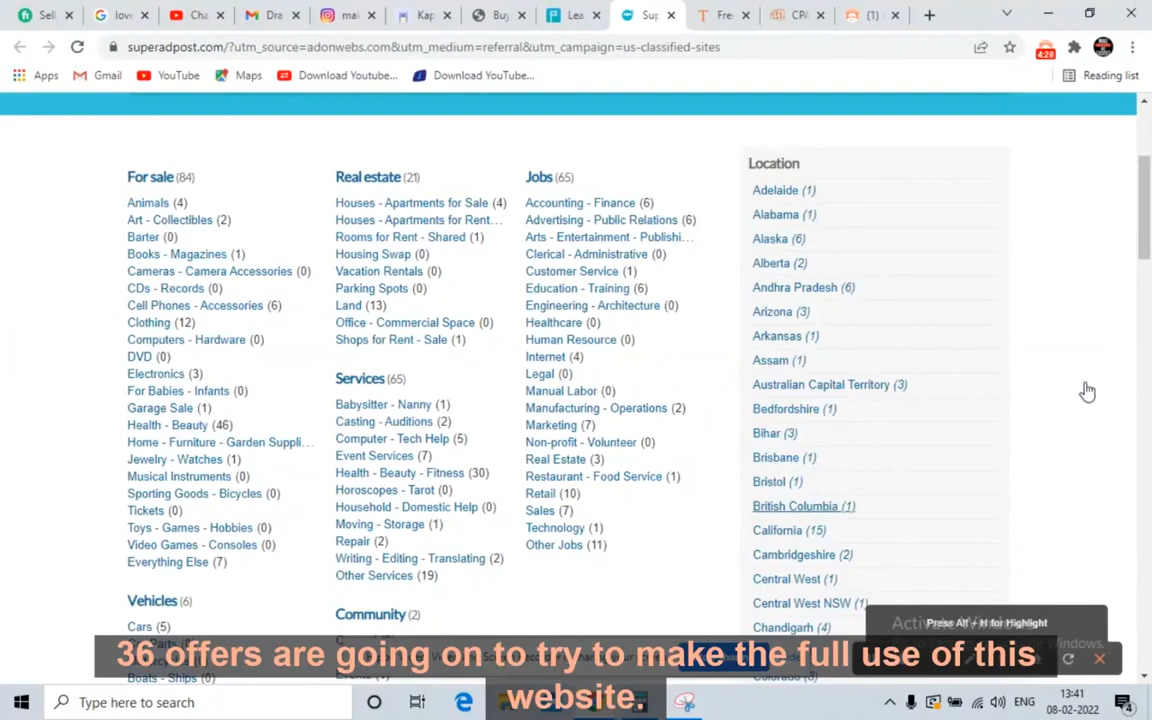 Sell
love
Cha
Dra
mai
Kap
Buy
Lea
Sup
Fre
CPA
(1)
superadpost.com/?utm_source=adonwebs.com&utm_medium=referral&utm_campaign=us-classified-sites
4:20
Apps
Gmail
YouTube
Maps
Download Youtube...
Download YouTube...
Reading list
For sale (84)
Animals (4)
Art - Collectibles (2)
Barter (0)
Books - Magazines (1)
Cameras - Camera Accessories (0)
CDs - Records (0)
Cell Phones - Accessories (6)
Clothing (12)
Computers - Hardware (0)
DVD (0)
Electronics (3)
For Babies - Infants (0)
Garage Sale (1)
Health - Beauty (46)
Home - Furniture - Garden Suppli...
Jewelry - Watches (1)
Musical Instruments (0)
Sporting Goods - Bicycles (0)
Tickets (0)
Toys - Games - Hobbies (0)
Video Games - Consoles (0)
Everything Else (7)
Vehicles (6)
Cars (5)
Boats - Ships (0)
Real estate (21)
Houses - Apartments for Sale (4)
Houses - Apartments for Rent...
Rooms for Rent - Shared (1)
Housing Swap (0)
Vacation Rentals (0)
Parking Spots (0)
Land (13)
Office - Commercial Space (0)
Shops for Rent - Sale (1)
Services (65)
Babysitter - Nanny (1)
Casting - Auditions (2)
Computer - Tech Help (5)
Event Services (7)
Health - Beauty - Fitness (30)
Horoscopes - Tarot (0)
Household - Domestic Help (0)
Moving - Storage (1)
Repair (2)
Writing - Editing - Translating (2)
Other Services (19)
Community (2)
Jobs (65)
Accounting - Finance (6)
Advertising - Public Relations (6)
Arts - Entertainment - Publishi...
Clerical - Administrative (0)
Customer Service (1)
Education - Training (6)
Engineering - Architecture (0)
Healthcare (0)
Human Resource (0)
Internet (4)
Legal (0)
Manual Labor (0)
Manufacturing - Operations (2)
Marketing (7)
Non-profit - Volunteer (0)
Real Estate (3)
Restaurant - Food Service (1)
Retail (10)
Sales (7)
Technology (1)
Other Jobs (11)
Location
Adelaide (1)
Alabama (1)
Alaska (6)
Alberta (2)
Andhra Pradesh (6)
Arizona (3)
Arkansas (1)
Assam (1)
Australian Capital Territory (3)
Bedfordshire (1)
Bihar (3)
Brisbane (1)
Bristol (1)
British Columbia (1)
California (15)
Cambridgeshire (2)
Central West (1)
Central West NSW (1)
Chandigarh (4)
Press Alt + H for Highlight
36 offers are going on to try to make the full use of this
website.
Type here to search
ENG
13:41
08-02-2022
4